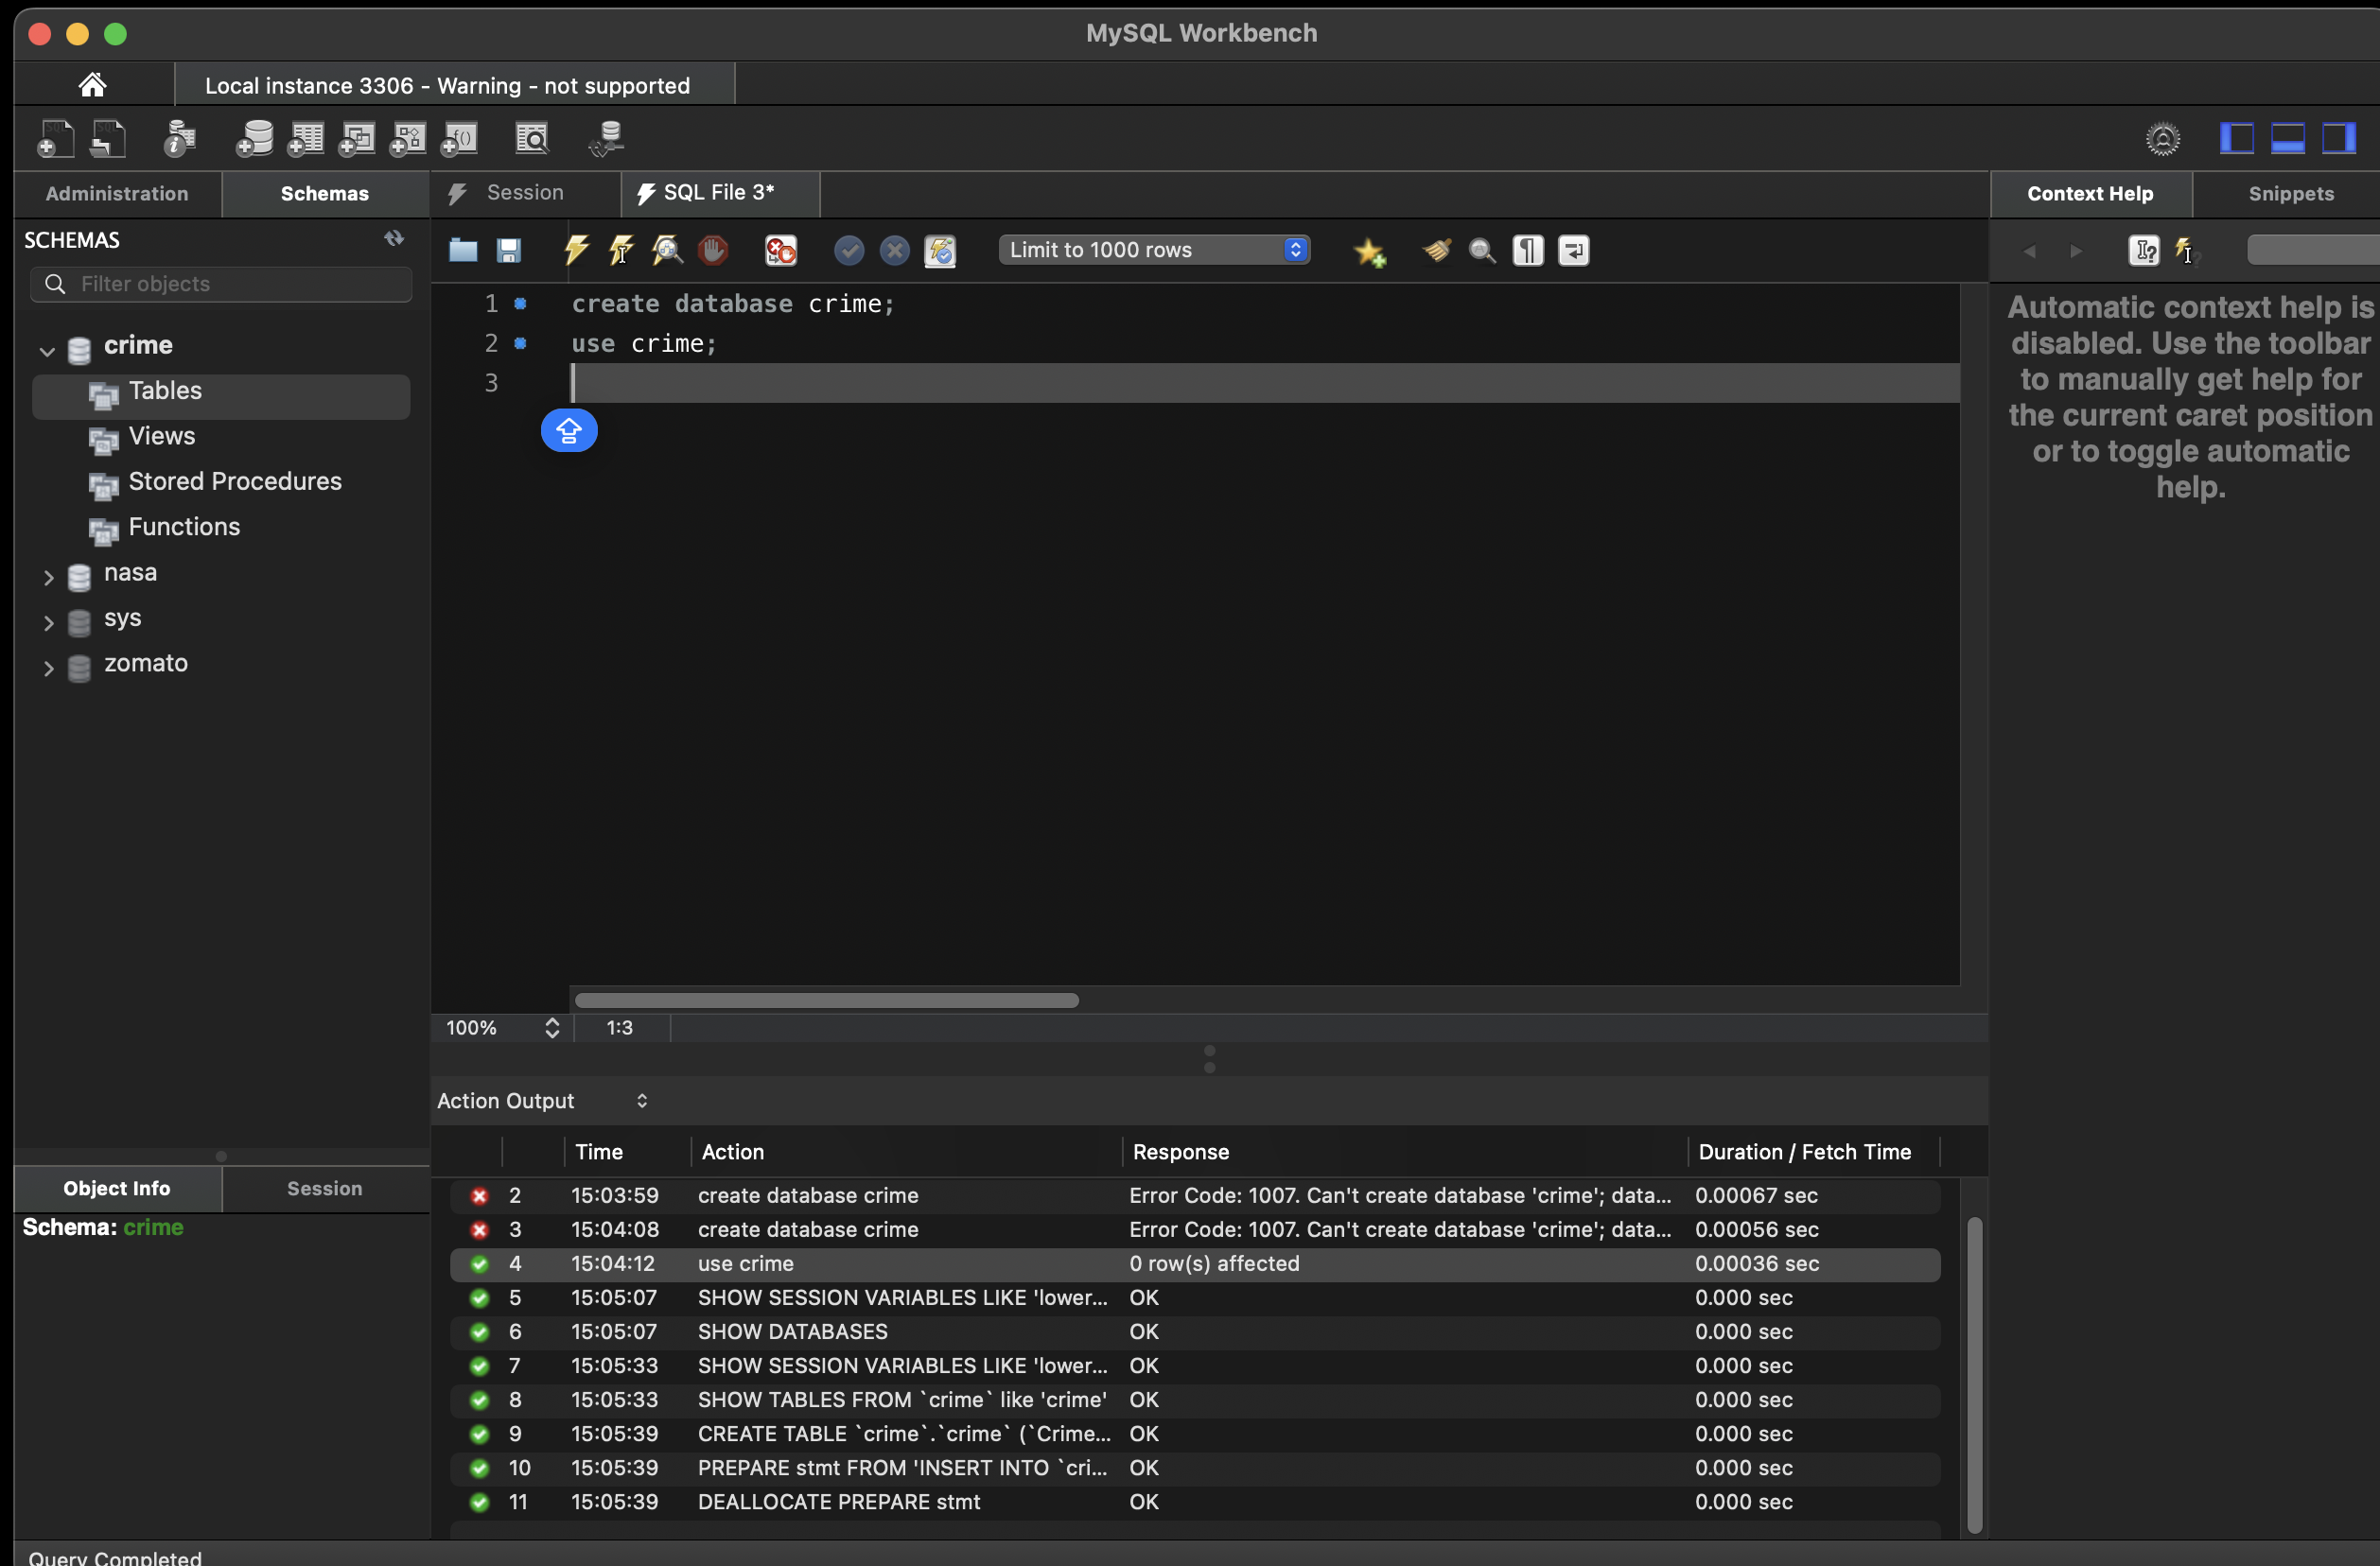 MySQL Workbench
Local instance 3306 - Warning - not supported
Administration
Schemas
Session
SQL File 3*
Context Help
Snippets
SCHEMAS
Filter objects
Limit to 1000 rows
crime
Tables
Views
Stored Procedures
Functions
nasa
sys
zomato
1 create database crime;
2 use crime;
3
Automatic context help is
disabled. Use the toolbar
to manually get help for
the current caret position
or to toggle automatic
help.
100% 1:3
Action Output
Time Action Response Duration / Fetch Time
2 15:03:59 create database crime Error Code: 1007. Can't create database 'crime'; data... 0.00067 sec
3 15:04:08 create database crime Error Code: 1007. Can't create database 'crime'; data... 0.00056 sec
4 15:04:12 use crime 0 row(s) affected 0.00036 sec
5 15:05:07 SHOW SESSION VARIABLES LIKE 'lower... OK 0.000 sec
6 15:05:07 SHOW DATABASES OK 0.000 sec
7 15:05:33 SHOW SESSION VARIABLES LIKE 'lower... OK 0.000 sec
8 15:05:33 SHOW TABLES FROM `crime` like 'crime' OK 0.000 sec
9 15:05:39 CREATE TABLE `crime`.`crime` (`Crime... OK 0.000 sec
10 15:05:39 PREPARE stmt FROM 'INSERT INTO `cri... OK 0.000 sec
11 15:05:39 DEALLOCATE PREPARE stmt OK 0.000 sec
Object Info
Session
Schema: crime
Query Completed